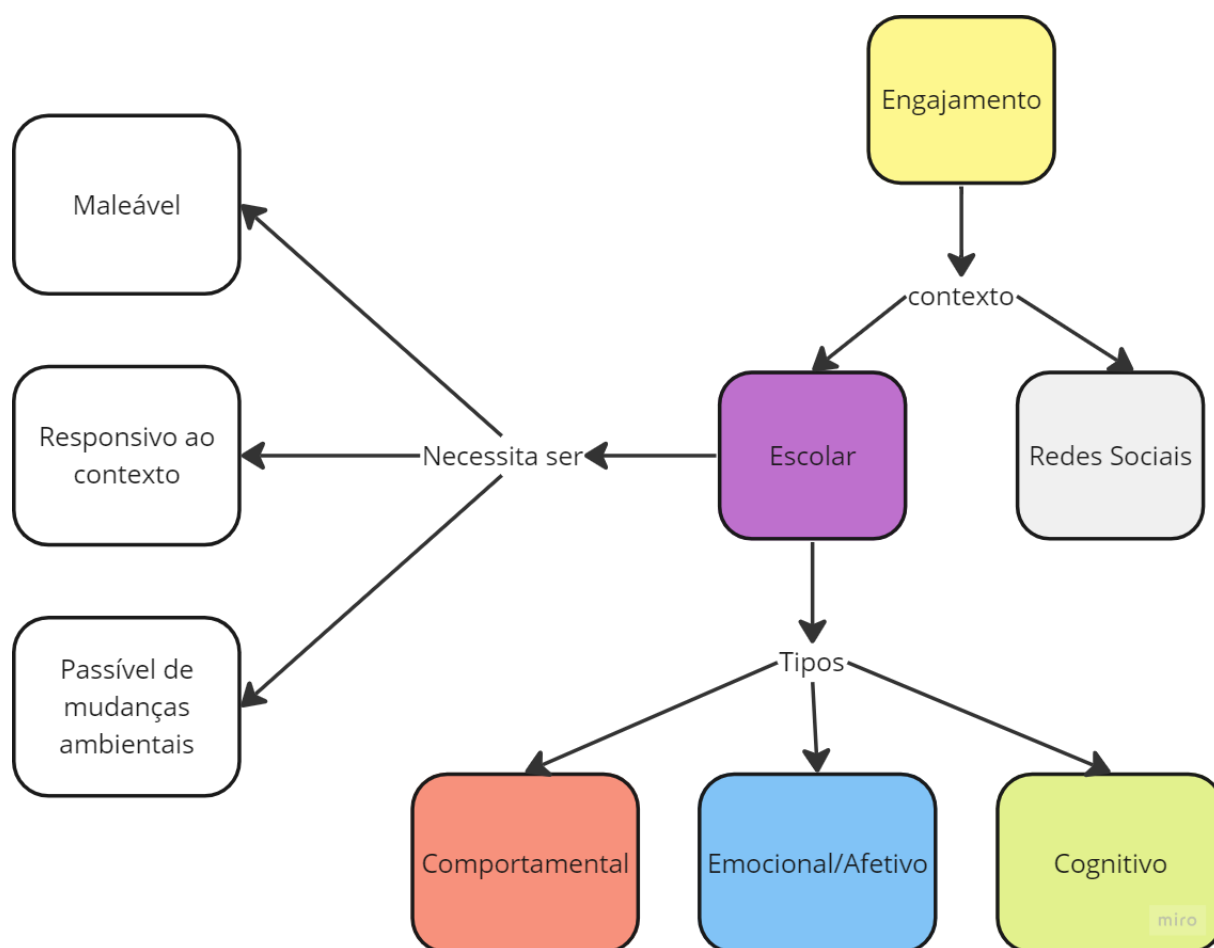 Engajamento
Maleável
contexto
Responsivo ao
contexto
Necessita ser
Escolar
Redes Sociais
Passível de
mudanças
ambientais
Tipos
Comportamental
Emocional/Afetivo
Cognitivo
miro